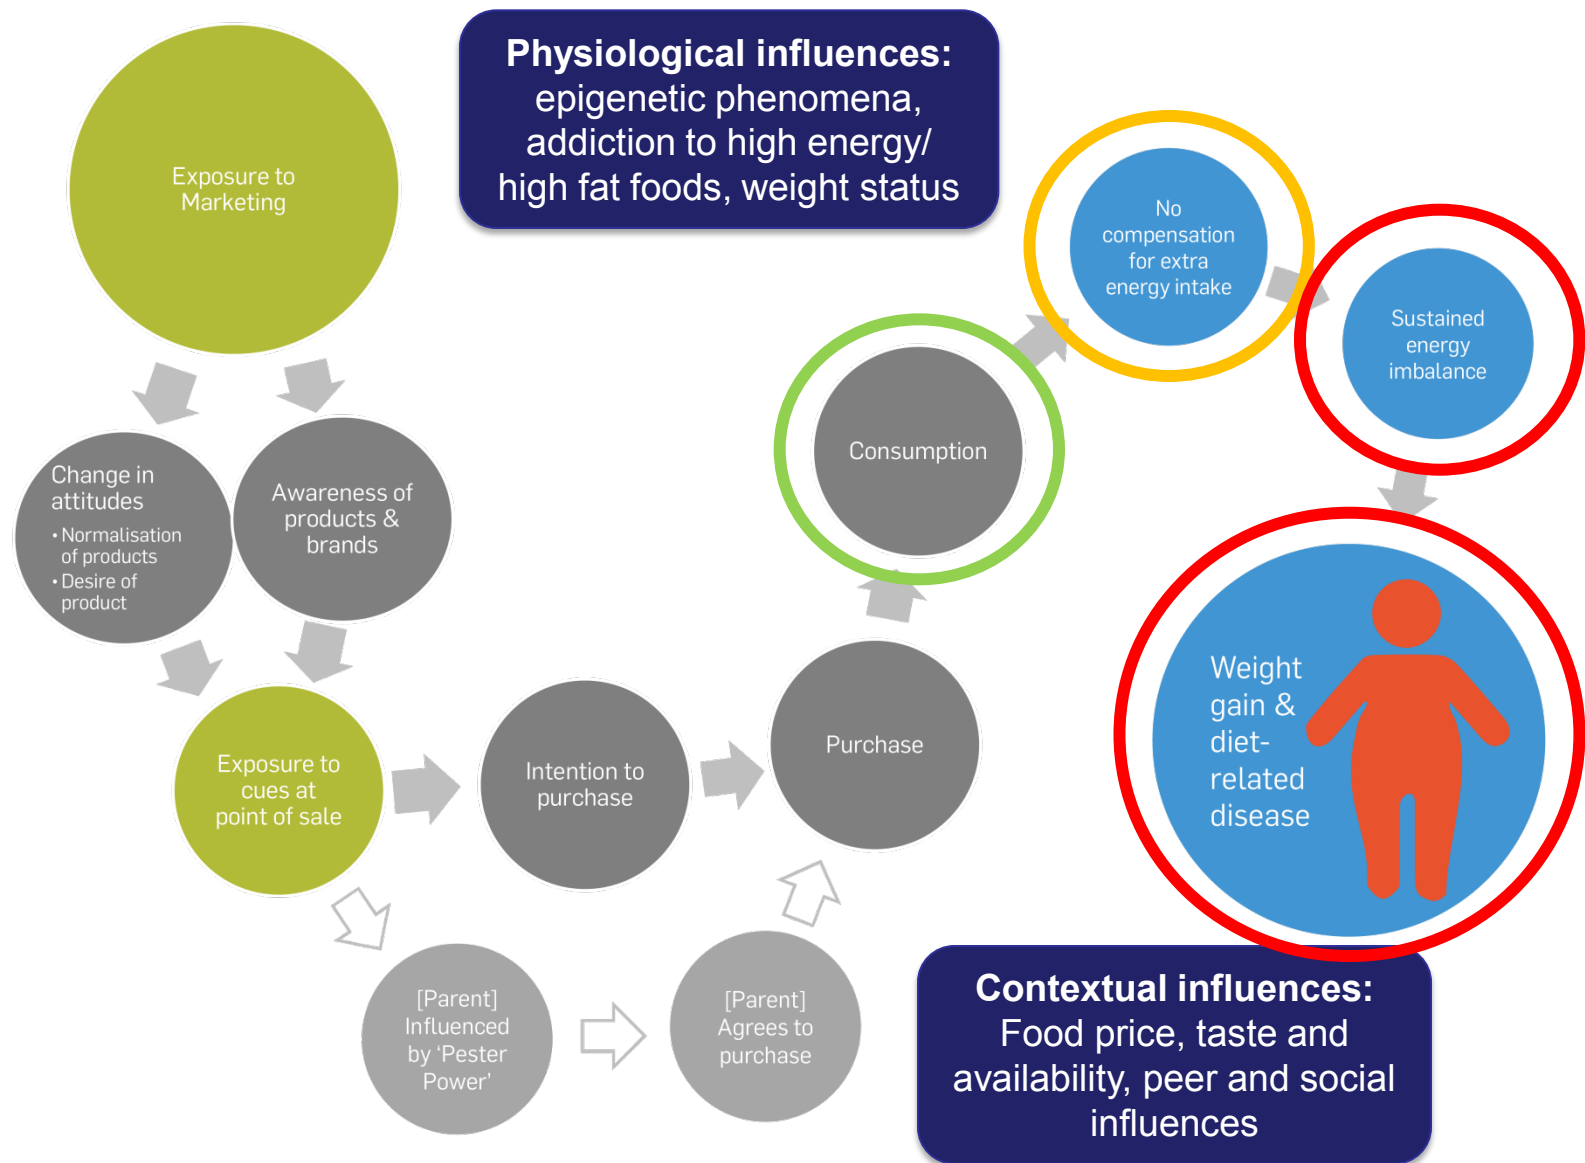 Physiological influences:
epigenetic phenomena,
addiction to high energy/
high fat foods, weight status
Exposure to
Marketing
No
compensation
for extra
energy intake
Sustained
energy
imbalance
Change in
attitudes
• Normalisation
of products
• Desire of
product
Awareness of
products &
brands
Consumption
Weight
gain &
diet-
related
disease
Exposure to
cues at
point of sale
Intention to
purchase
Purchase
[Parent]
Influenced
by ‘Pester
Power’
[Parent]
Agrees to
purchase
Contextual influences:
Food price, taste and
availability, peer and social
influences